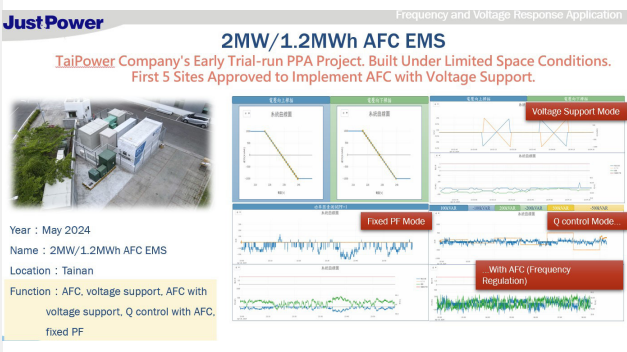 Frequency and Voltage Response Application
JustPower
2MW/1.2MWh AFC EMS
TaiPower Company's Early Trial-run PPA Project. Built Under Limited Space Conditions.
First 5 Sites Approved to Implement AFC with Voltage Support.
Voltage Support Mode
Fixed PF Mode
Q control Mode...
...With AFC (Frequency
Regulation)
Year：May 2024
Name：2MW/1.2MWh AFC EMS
Location：Tainan
Function：AFC, voltage support, AFC with
voltage support, Q control with AFC,
fixed PF